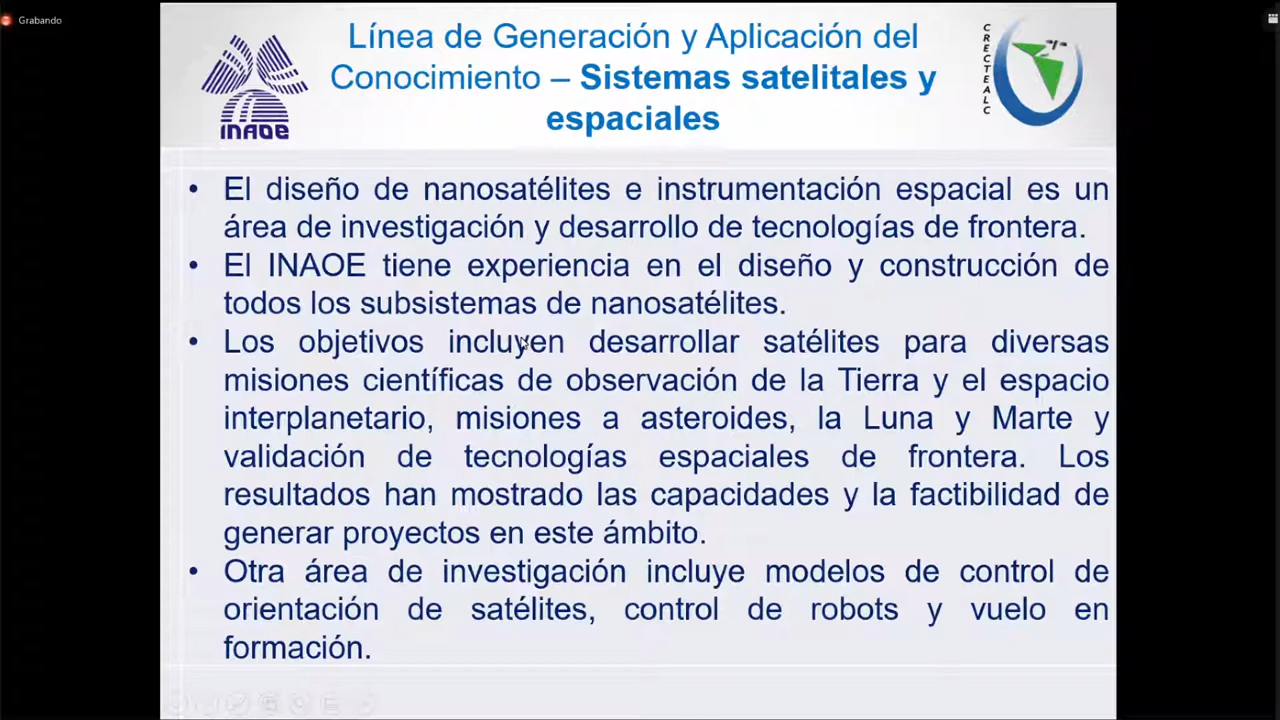 Grabando
Línea de Generación y Aplicación del
Conocimiento – Sistemas satelitales y
espaciales
INAOE
CRECTEALC
• El diseño de nanosatélites e instrumentación espacial es un
área de investigación y desarrollo de tecnologías de frontera.
• El INAOE tiene experiencia en el diseño y construcción de
todos los subsistemas de nanosatélites.
• Los objetivos incluyen desarrollar satélites para diversas
misiones científicas de observación de la Tierra y el espacio
interplanetario, misiones a asteroides, la Luna y Marte y
validación de tecnologías espaciales de frontera. Los
resultados han mostrado las capacidades y la factibilidad de
generar proyectos en este ámbito.
• Otra área de investigación incluye modelos de control de
orientación de satélites, control de robots y vuelo en
formación.